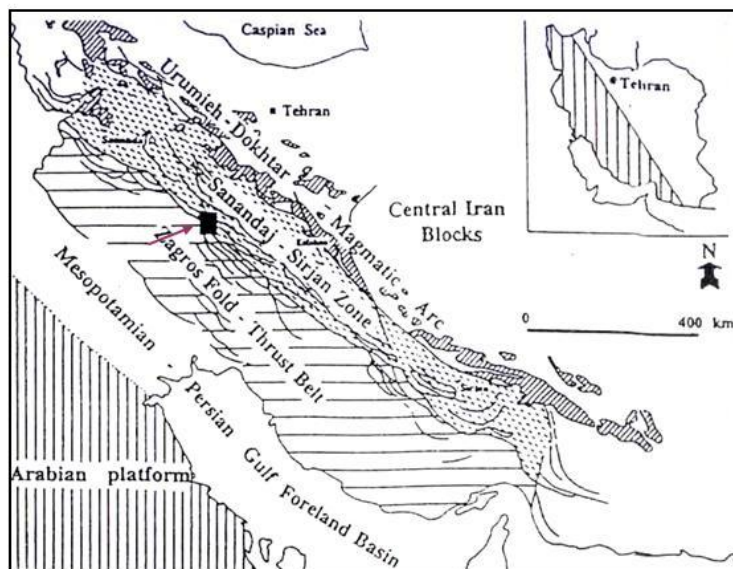 Caspian Sea
Tehran
Urumieh-Dokhtar
Magmatic Arc
Tehran
Sanandaj - Sirjan Zone
Central Iran
Blocks
N
Zagros Fold - Thrust Belt
Mesopotamian - Persian Gulf Foreland Basin
0 400 km
Arabian platform